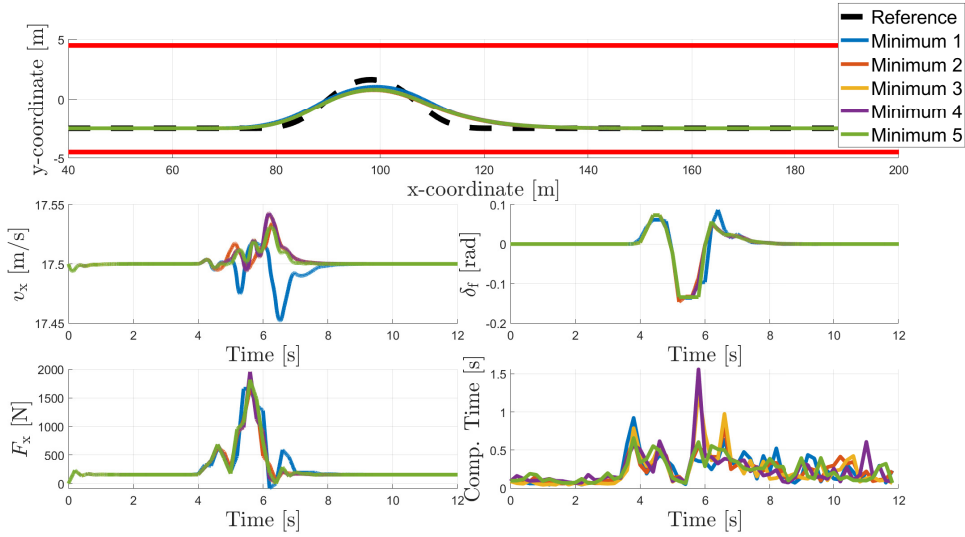 Reference
Minimum 1
Minimum 2
Minimum 3
Minimum 4
Minimum 5
y-coordinate [m]
5
0
-5
40 60 80 100 120 140 160 180 200
x-coordinate [m]
v_x [m/s]
17.55
17.5
17.45
0 2 4 6 8 10 12
Time [s]
δ_f [rad]
0.1
0
-0.1
-0.2
0 2 4 6 8 10 12
Time [s]
F_x [N]
2000
1500
1000
500
0
0 2 4 6 8 10 12
Time [s]
Comp. Time [s]
1.5
1
0.5
0
0 2 4 6 8 10 12
Time [s]